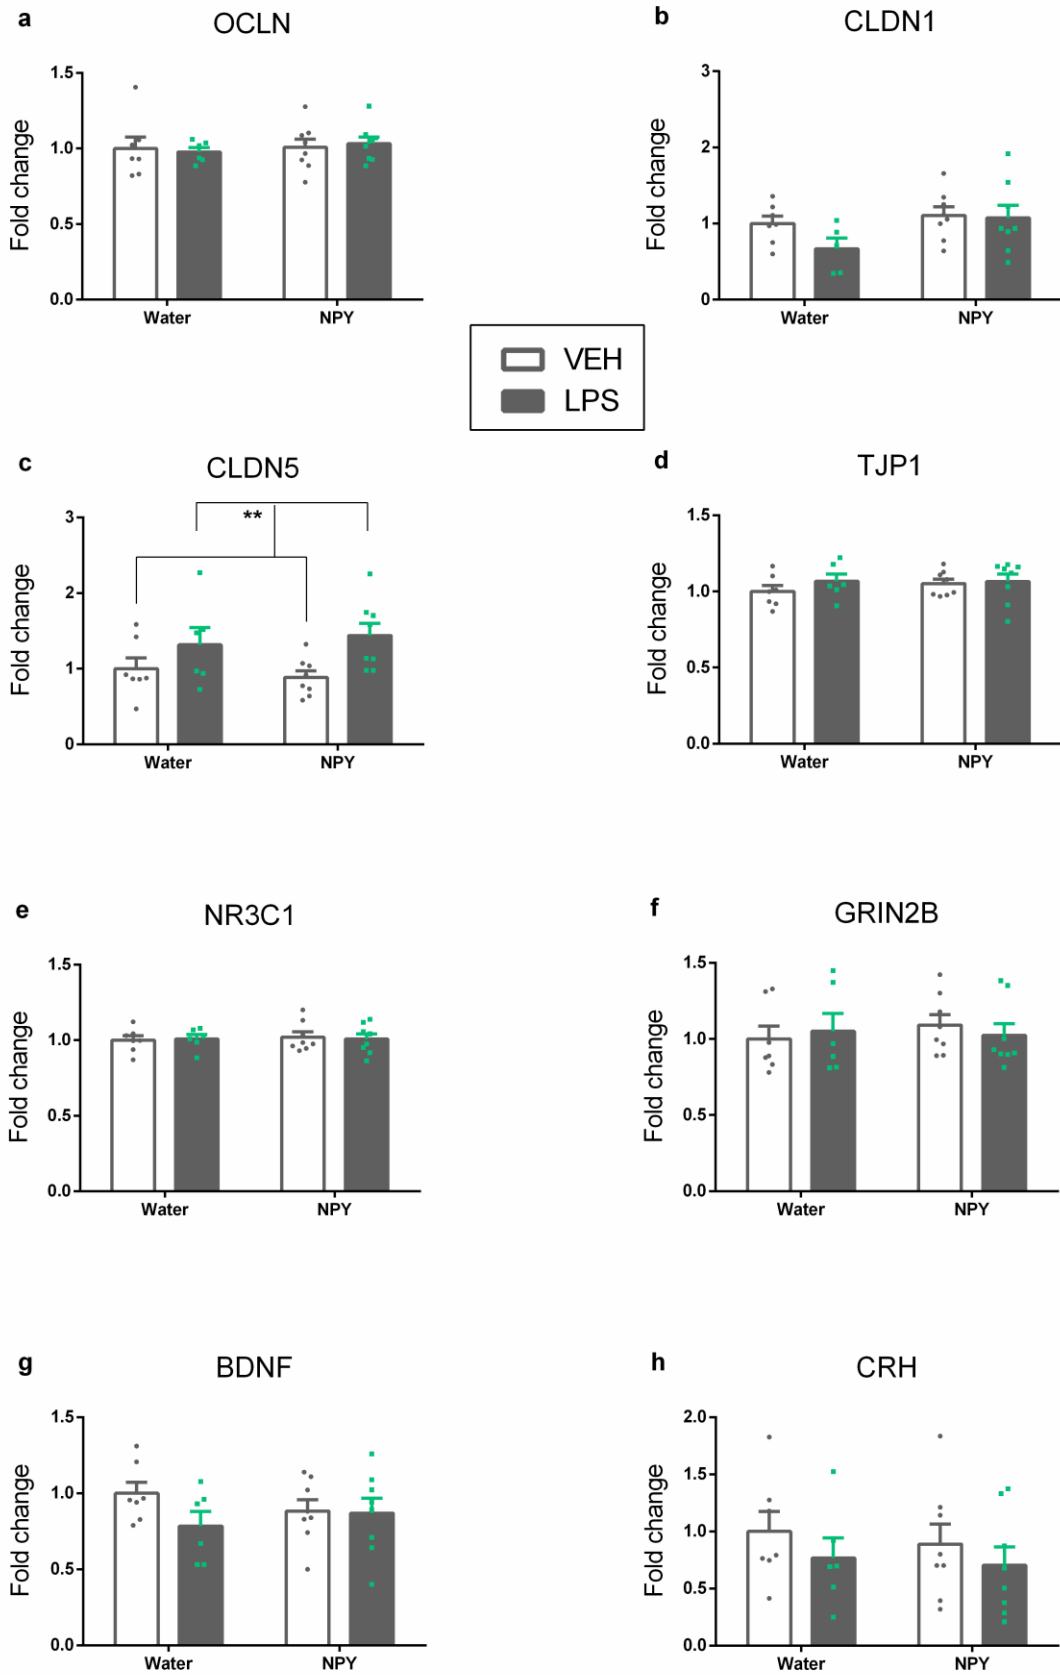 a
OCLN
Fold change
1.5
1.0
0.5
0.0
Water
NPY
b
CLDN1
Fold change
3
2
1
0
Water
NPY
VEH
LPS
c
CLDN5
Fold change
3
2
1
0
**
Water
NPY
d
TJP1
Fold change
1.5
1.0
0.5
0.0
Water
NPY
e
NR3C1
Fold change
1.5
1.0
0.5
0.0
Water
NPY
f
GRIN2B
Fold change
1.5
1.0
0.5
0.0
Water
NPY
g
BDNF
Fold change
1.5
1.0
0.5
0.0
Water
NPY
h
CRH
Fold change
2.0
1.5
1.0
0.5
0.0
Water
NPY